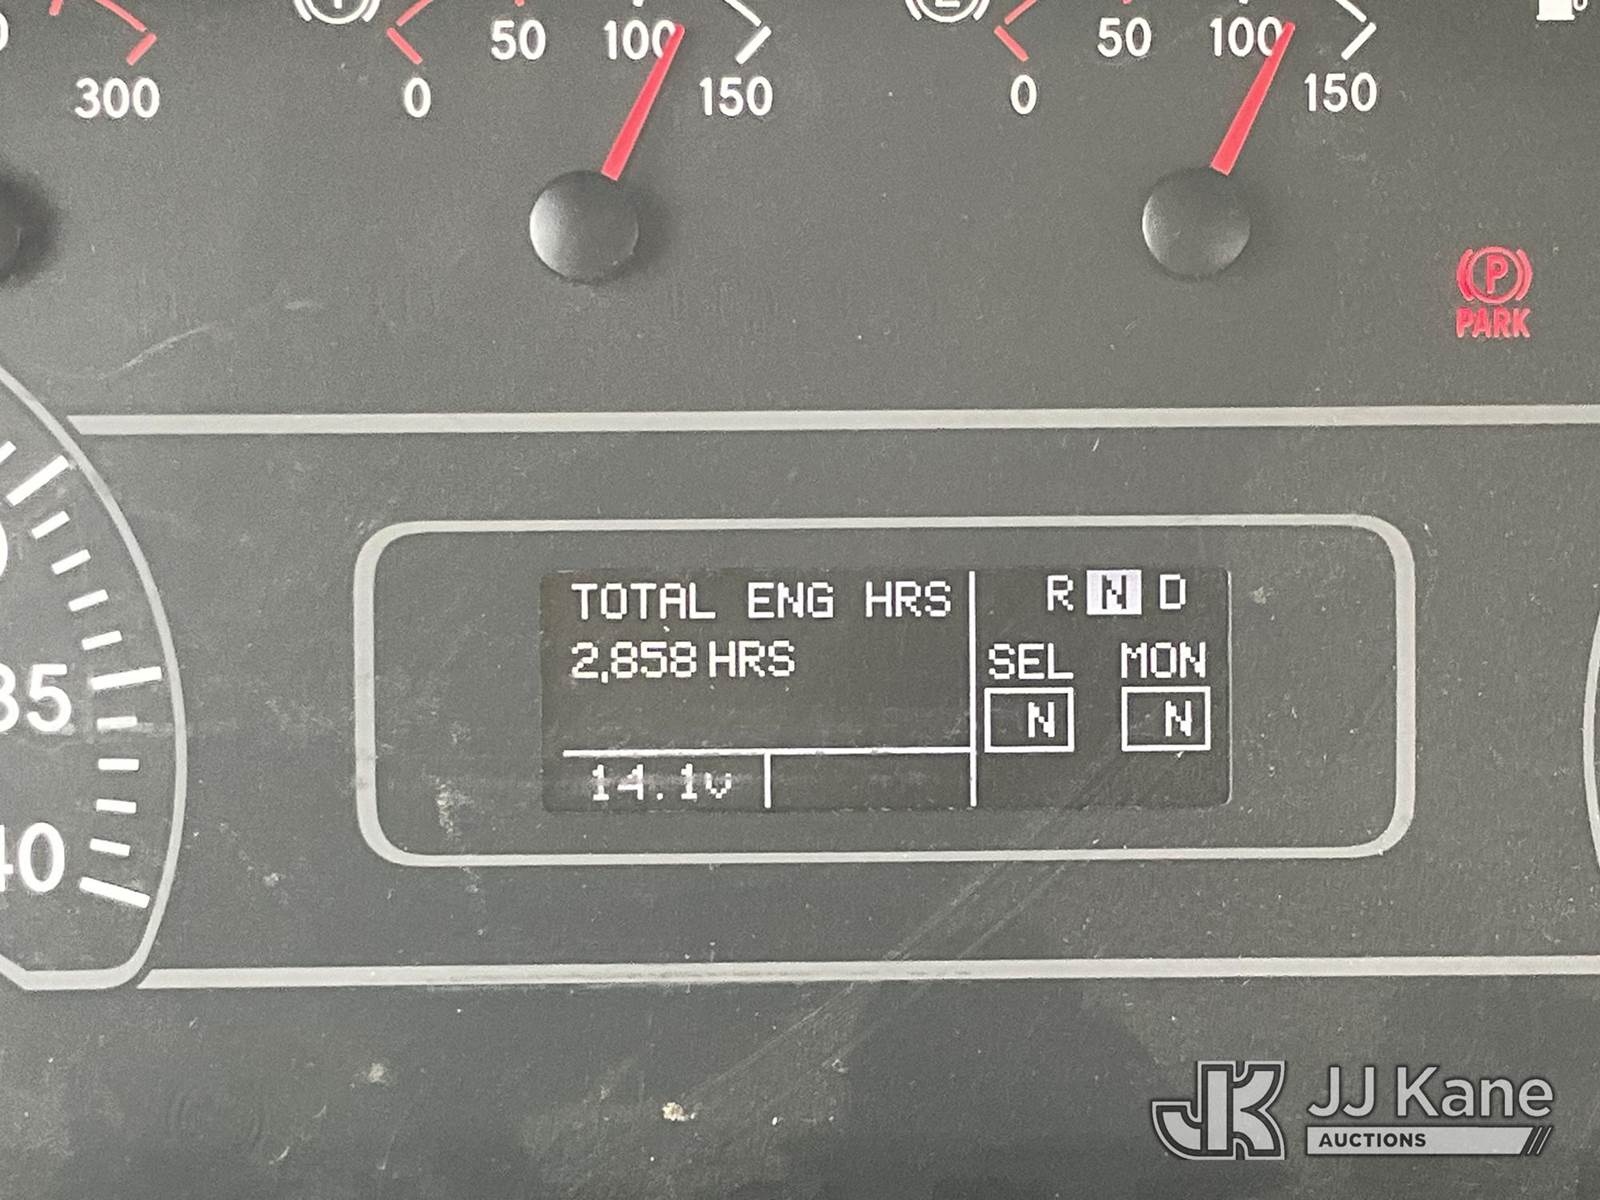 50 100
50 100
300
0
150
0
150
P
PARK
TOTAL ENG HRS
2,858 HRS
R N D
SEL MON
N N
14.1v
35
40
JK
JJ Kane
AUCTIONS